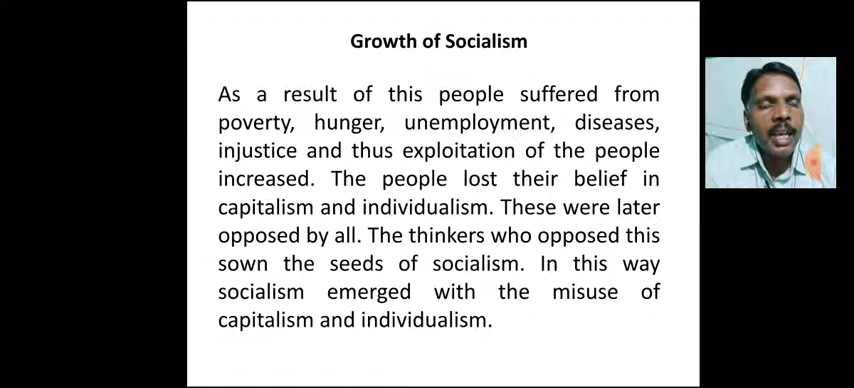 Growth of Socialism
As a result of this people suffered from
poverty, hunger, unemployment, diseases,
injustice and thus exploitation of the people
increased. The people lost their belief in
capitalism and individualism. These were later
opposed by all. The thinkers who opposed this
sown the seeds of socialism. In this way
socialism emerged with the misuse of
capitalism and individualism.